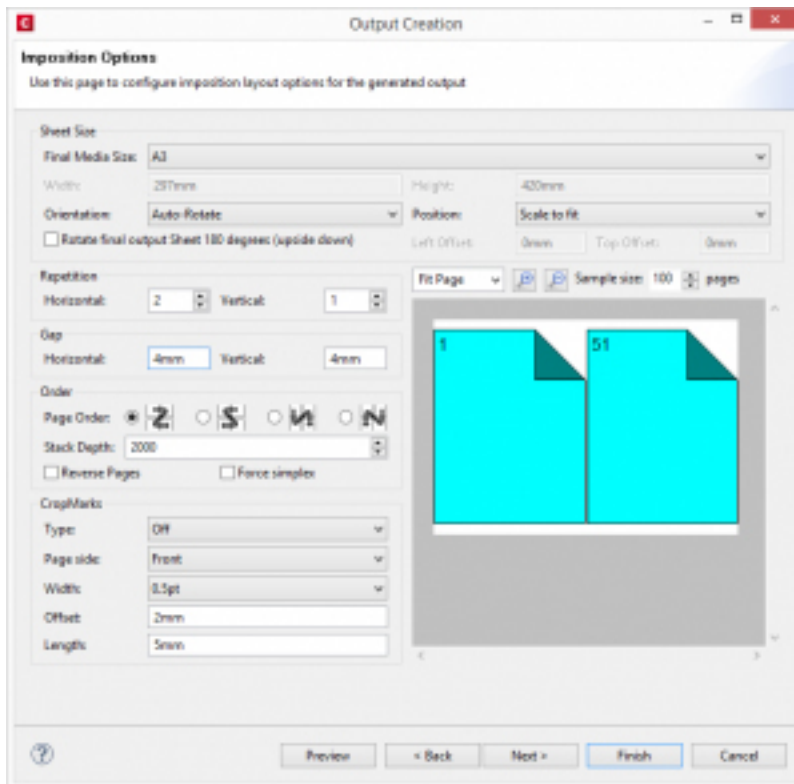 Output Creation
Imposition Options
Use this page to configure imposition layout options for the generated output
Sheet Size
Final Media Size: A3
Width: 297mm Height: 420mm
Orientation: Auto-Rotate Position: Scale to fit
Rotate final output Sheet 180 degrees (upside down) Left Offset: 0mm Top Offset: 0mm
Repetition
Horizontal: 2 Vertical: 1
Gap
Horizontal: 4mm Vertical: 4mm
Order
Page Order:
Stack Depth: 2000
Reverse Pages Force simplex
CropMarks
Type: Off
Page side: Front
Width: 0.5pt
Offset: 2mm
Length: 5mm
Fit Page Sample size: 100 pages
1 51
Preview < Back Next > Finish Cancel